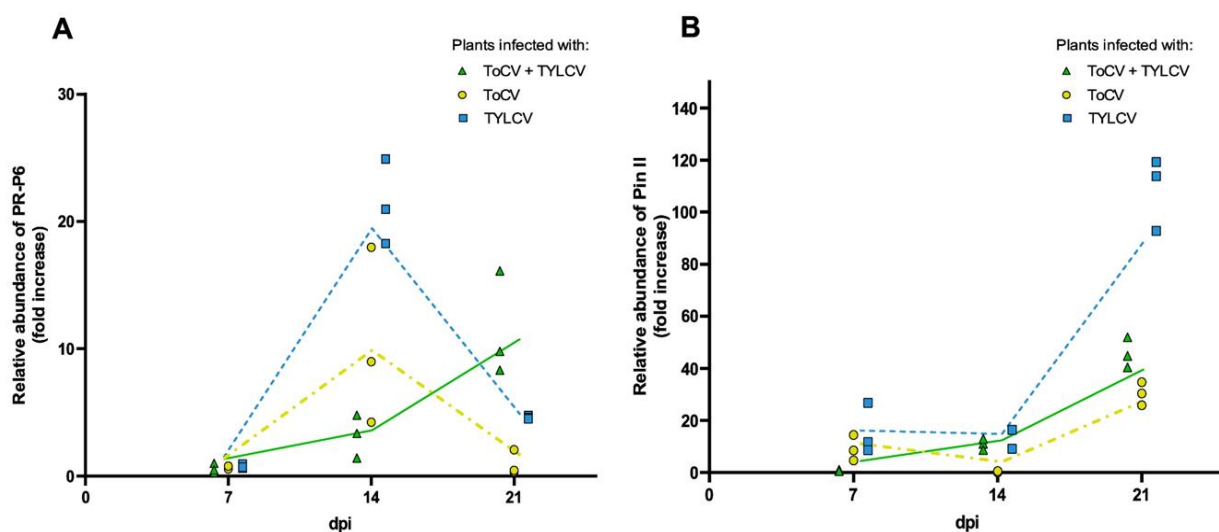 A
Plants infected with:
ToCV + TYLCV
ToCV
TYLCV
Relative abundance of PR-P6
(fold increase)
30
20
10
0
0
7
14
21
dpi
B
Plants infected with:
ToCV + TYLCV
ToCV
TYLCV
Relative abundance of Pin II
(fold increase)
140
120
100
80
60
40
20
0
0
7
14
21
dpi